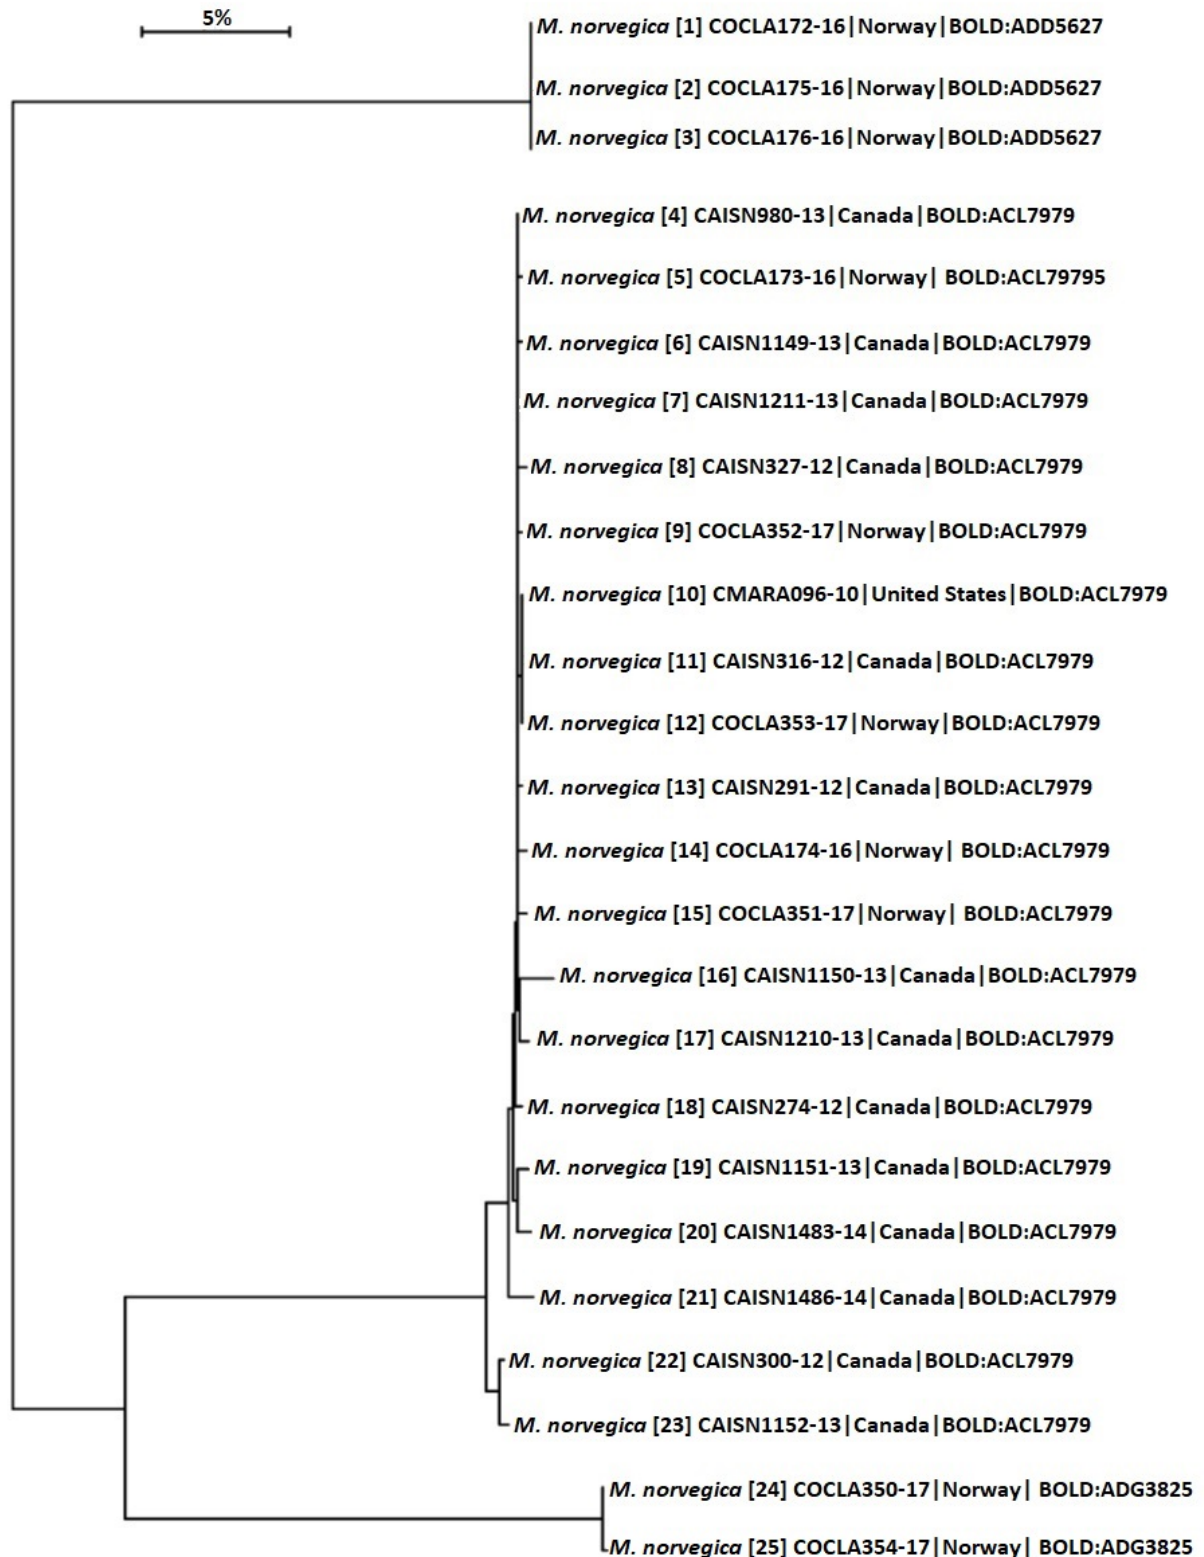 5%
M. norvegica [1] COCLA172-16|Norway|BOLD:ADD5627
M. norvegica [2] COCLA175-16|Norway|BOLD:ADD5627
M. norvegica [3] COCLA176-16|Norway|BOLD:ADD5627
M. norvegica [4] CAISN980-13|Canada|BOLD:ACL7979
M. norvegica [5] COCLA173-16|Norway| BOLD:ACL79795
M. norvegica [6] CAISN1149-13|Canada|BOLD:ACL7979
M. norvegica [7] CAISN1211-13|Canada|BOLD:ACL7979
M. norvegica [8] CAISN327-12|Canada|BOLD:ACL7979
M. norvegica [9] COCLA352-17|Norway|BOLD:ACL7979
M. norvegica [10] CMARA096-10|United States|BOLD:ACL7979
M. norvegica [11] CAISN316-12|Canada|BOLD:ACL7979
M. norvegica [12] COCLA353-17|Norway|BOLD:ACL7979
M. norvegica [13] CAISN291-12|Canada|BOLD:ACL7979
M. norvegica [14] COCLA174-16|Norway| BOLD:ACL7979
M. norvegica [15] COCLA351-17|Norway| BOLD:ACL7979
M. norvegica [16] CAISN1150-13|Canada|BOLD:ACL7979
M. norvegica [17] CAISN1210-13|Canada|BOLD:ACL7979
M. norvegica [18] CAISN274-12|Canada|BOLD:ACL7979
M. norvegica [19] CAISN1151-13|Canada|BOLD:ACL7979
M. norvegica [20] CAISN1483-14|Canada|BOLD:ACL7979
M. norvegica [21] CAISN1486-14|Canada|BOLD:ACL7979
M. norvegica [22] CAISN300-12|Canada|BOLD:ACL7979
M. norvegica [23] CAISN1152-13|Canada|BOLD:ACL7979
M. norvegica [24] COCLA350-17|Norway| BOLD:ADG3825
M. norvegica [25] COCLA354-17|Norway| BOLD:ADG3825